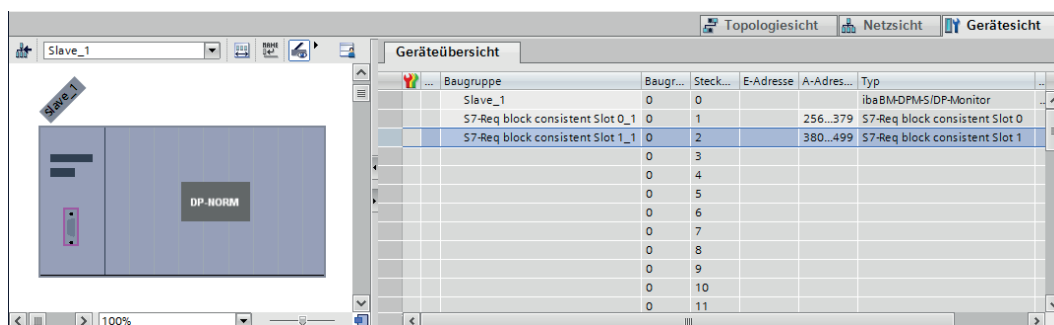 Topologiesicht Netzsicht Gerätesicht
Slave_1 Geräteübersicht
... Baugruppe Baugr... Steck... E-Adresse A-Adres... Typ ...
Slave_1 0 0 ibaBM-DPM-S/DP-Monitor ...
S7-Req block consistent Slot 0_1 0 1 256...379 S7-Req block consistent Slot 0
S7-Req block consistent Slot 1_1 0 2 380...499 S7-Req block consistent Slot 1
0 3
0 4
0 5
0 6
0 7
0 8
0 9
0 10
0 11
Slave_1
DP-NORM
100%